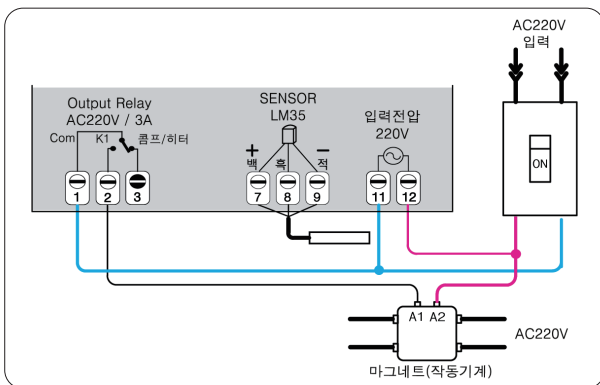 AC220V
입력
Output Relay
AC220V / 3A
Com K1 콤프/히터
SENSOR
LM35
+ −
백 흑 적
입력전압
220V
ON
1 2 3 7 8 9 11 12
A1 A2
AC220V
마그네트(작동기계)